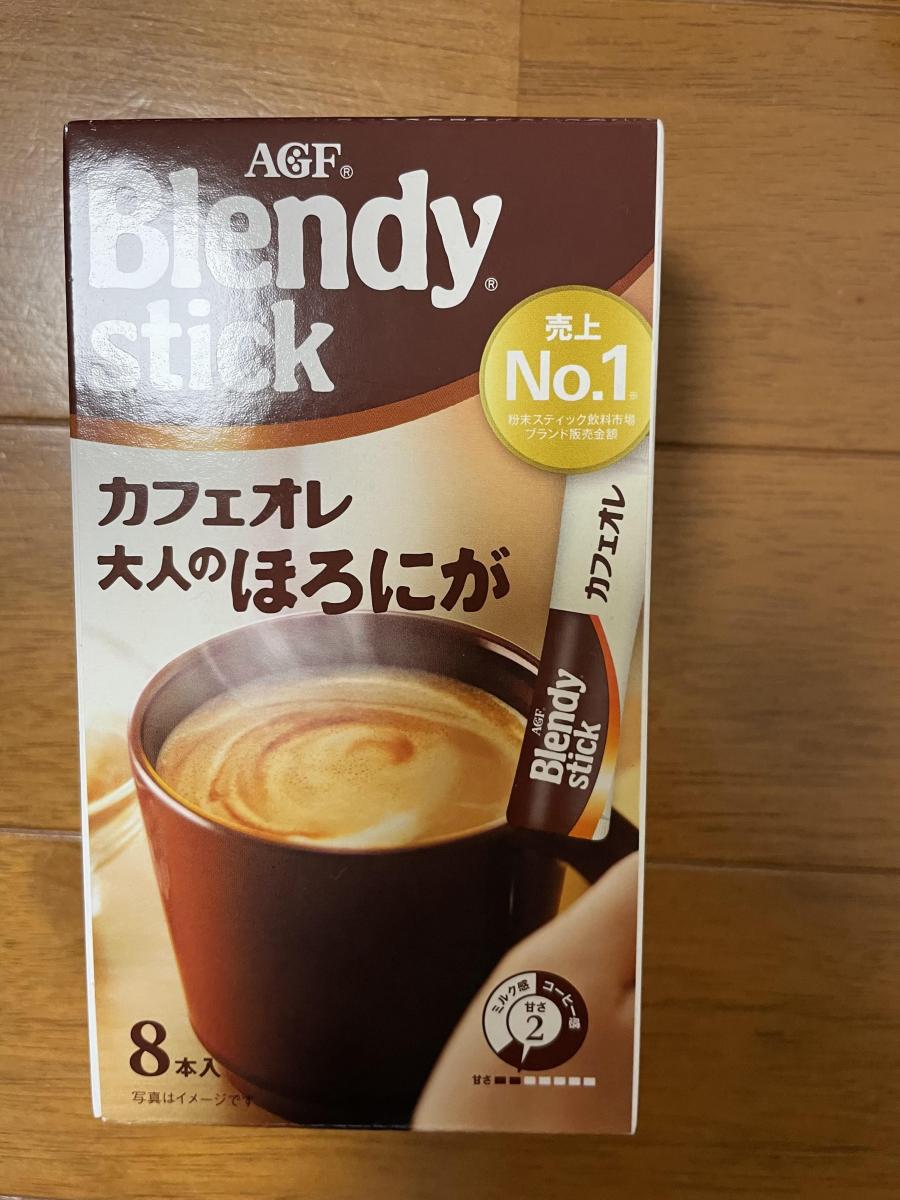 AGF®
Blendy®
stick
売上
No.1※
粉末スティック飲料市場
ブランド販売金額
カフェオレ
大人のほろにが
カフェオレ
AGF
Blendy
stick
ミルク感 コーヒー感
甘さ
2
甘さ
8本入
写真はイメージです